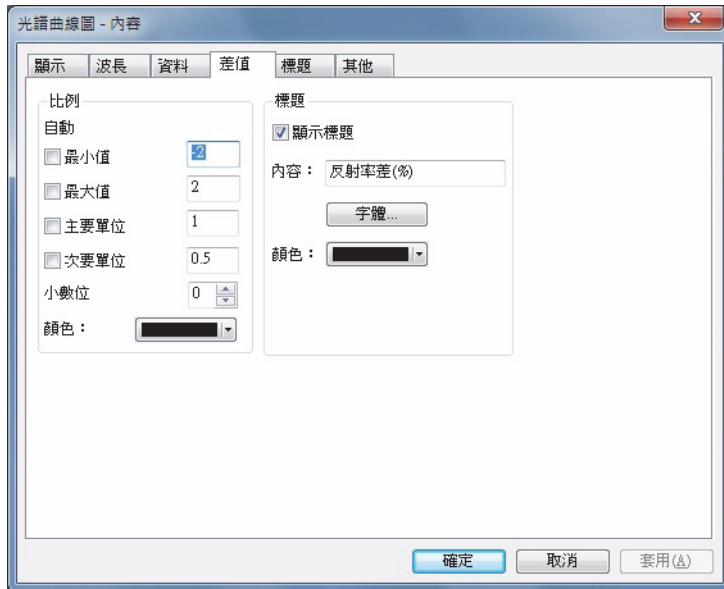 光譜曲線圖 - 內容
顯示 波長 資料 差值 標題 其他
比例
自動
最小值 -2
最大值 2
主要單位 1
次要單位 0.5
小數位 0
顏色：
標題
顯示標題
內容： 反射率差(%)
字體...
顏色：
確定 取消 套用(A)